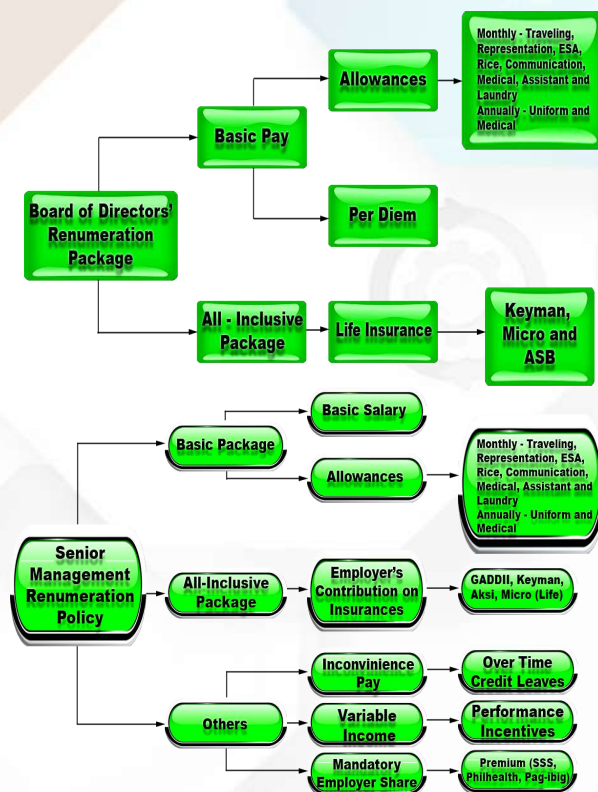 Monthly - Traveling,
Representation, ESA,
Rice, Communication,
Medical, Assistant and
Laundry
Annually - Uniform and
Medical
Allowances
Basic Pay
Per Diem
Board of Directors'
Renumeration
Package
All - Inclusive
Package
Life Insurance
Keyman,
Micro and
ASB
Basic Salary
Basic Package
Allowances
Monthly - Traveling,
Representation, ESA,
Rice, Communication,
Medical, Assistant and
Laundry
Annually - Uniform and
Medical
Senior
Management
Renumeration
Policy
All-Inclusive
Package
Employer's
Contribution on
Insurances
GADDII, Keyman,
Aksi, Micro (Life)
Inconvinience
Pay
Over Time
Credit Leaves
Others
Variable
Income
Performance
Incentives
Mandatory
Employer Share
Premium (SSS,
Philhealth, Pag-ibig)